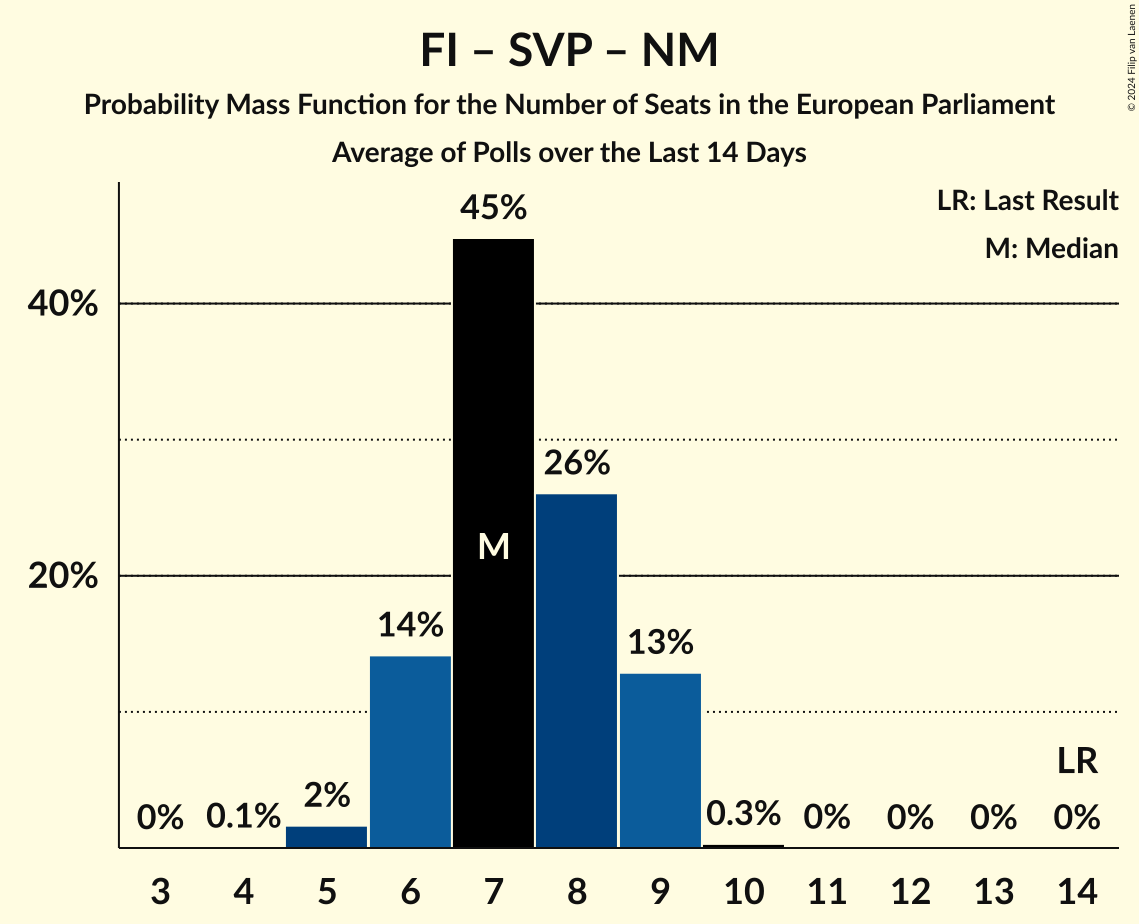 FI – SVP – NM
Probability Mass Function for the Number of Seats in the European Parliament
Average of Polls over the Last 14 Days
© 2024 Filip van Laenen
LR: Last Result
M: Median
40%
20%
0%
0.1%
2%
14%
45%
M
26%
13%
0.3%
0%
0%
0%
LR
0%
3 4 5 6 7 8 9 10 11 12 13 14